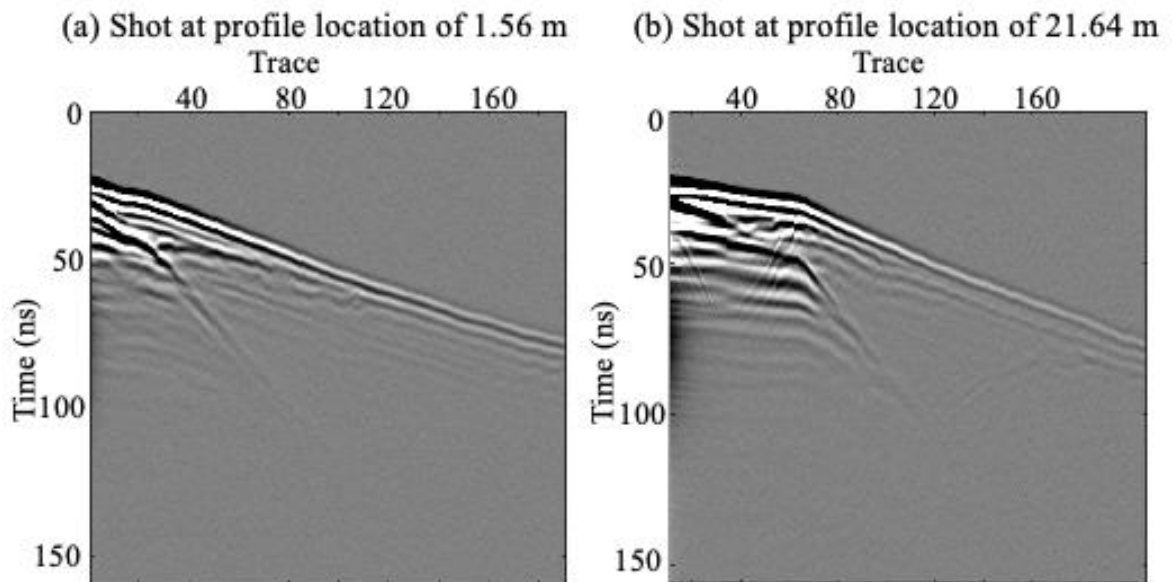 (a) Shot at profile location of 1.56 m
Trace
40 80 120 160
0
50
100
150
Time (ns)
(b) Shot at profile location of 21.64 m
Trace
40 80 120 160
0
50
100
150
Time (ns)